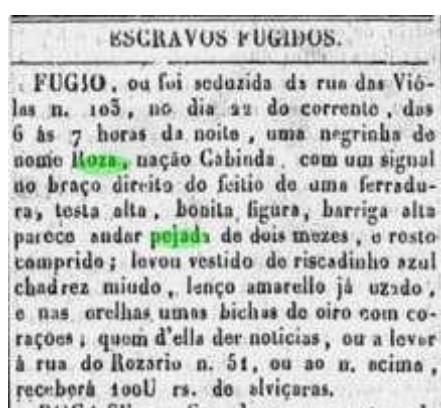 ESCRAVOS FUGIDOS.
FUGIO, ou foi seduzida da rua das Vió-
las n. 103, no dia 22 do corrente, das
6 ás 7 horas da noite, uma negrinha de
nome Roza, nação Cabinda, com um signal
no braço direito do feitio de uma ferradu-
ra, testa alta, bonita figura, barriga alta
parece andar pejada de dois mezes, e rosto
comprido; levou vestido de riscadinho azul
chadrez miudo, lenço amarello já uzado,
e nas orelhas umas bichas de oiro com co-
rações; quem d'ella der noticias, ou a levar
á rua do Rozario n. 51, ou ao n. acima,
receberá 100U rs. de alviçaras.